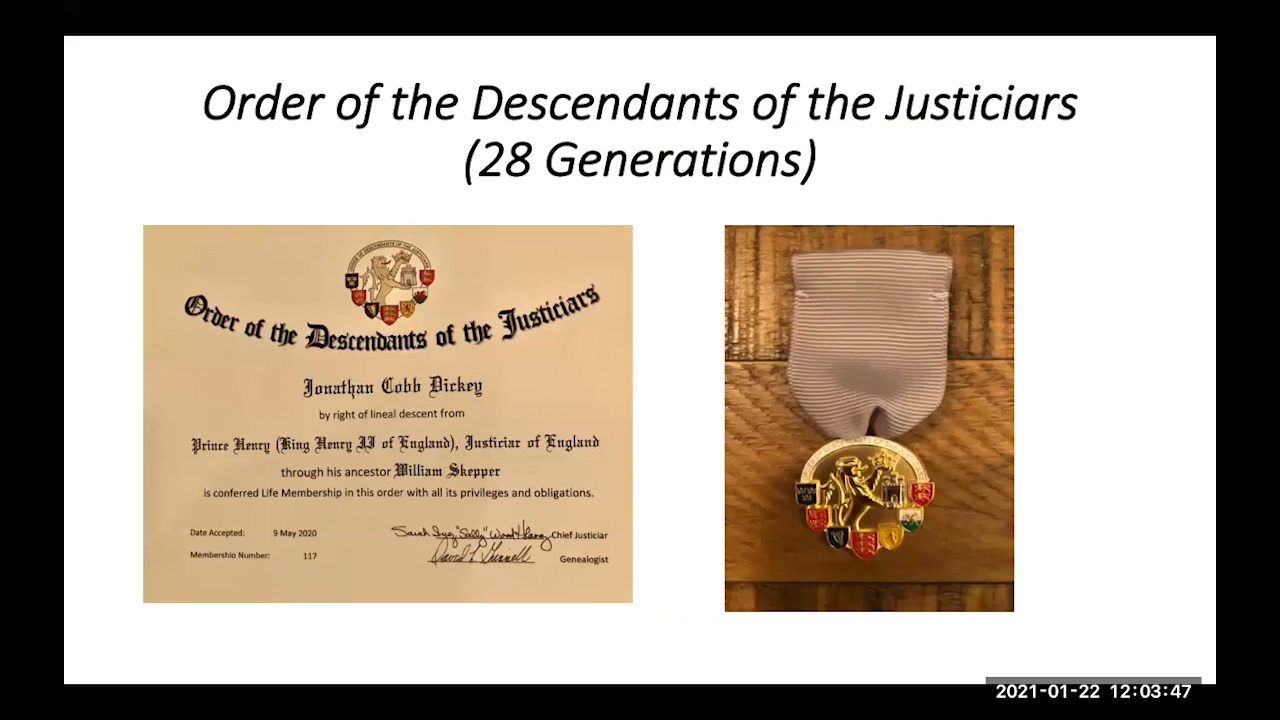 Order of the Descendants of the Justiciars
(28 Generations)
Order of the Descendants of the Justiciars
Jonathan Cobb Dickey
by right of lineal descent from
Prince Henry (King Henry II of England), Justiciar of England
through his ancestor William Skepper
is conferred Life Membership in this order with all its privileges and obligations.
Date Accepted: 9 May 2020
Chief Justiciar
Membership Number: 117
Genealogist
2021-01-22 12:03:47